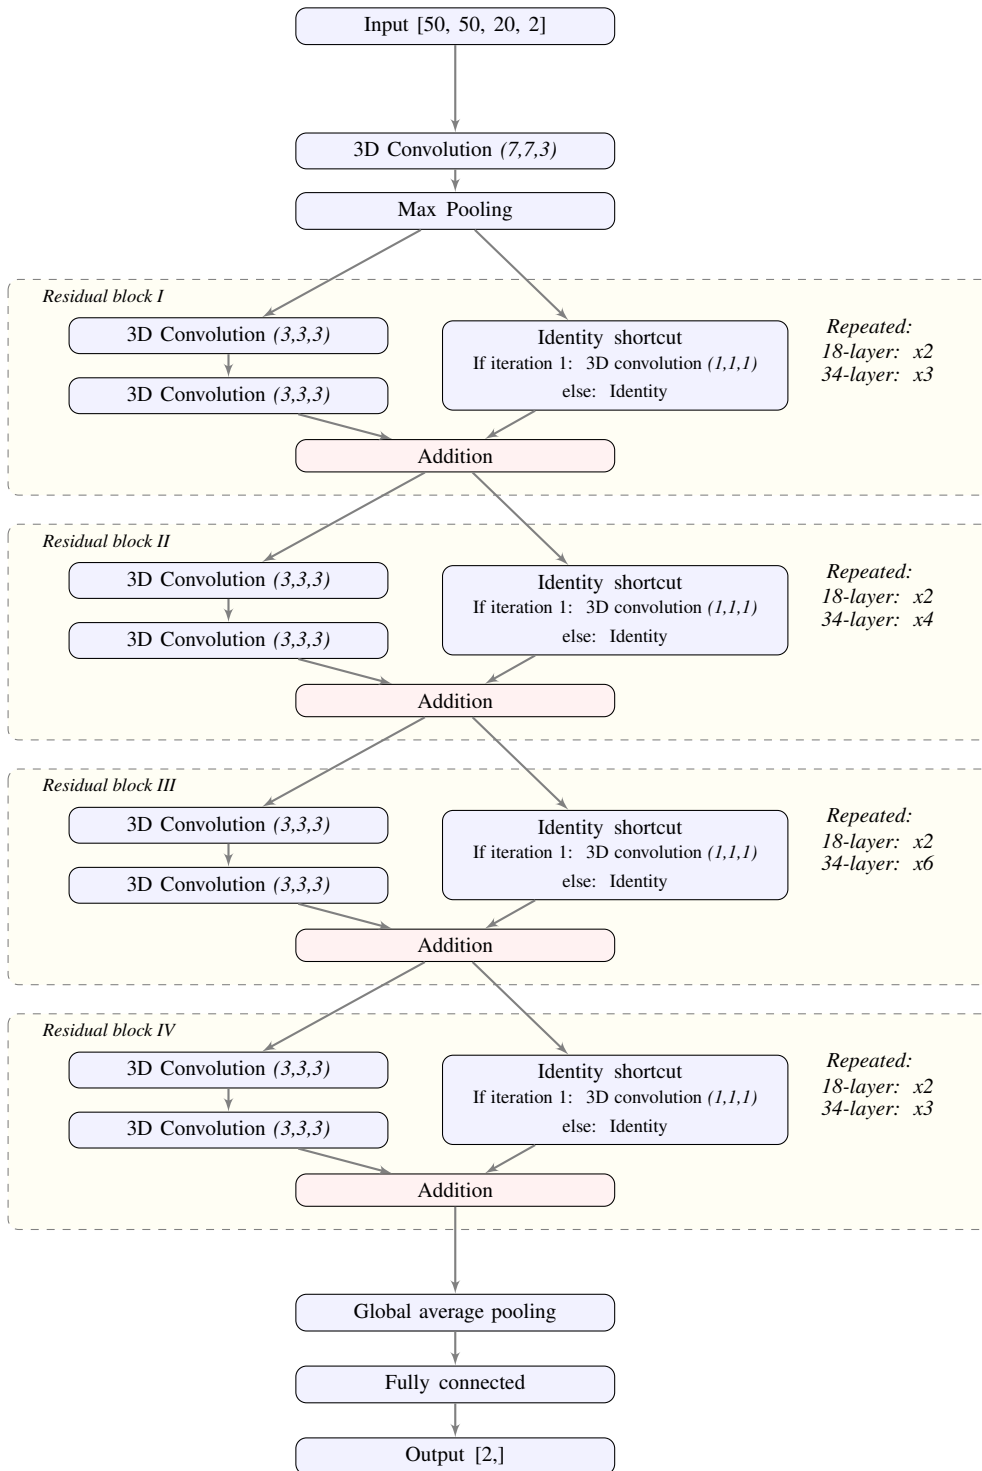 Input [50, 50, 20, 2]
3D Convolution (7,7,3)
Max Pooling
Residual block I
3D Convolution (3,3,3)
3D Convolution (3,3,3)
Identity shortcut
If iteration 1: 3D convolution (1,1,1)
else: Identity
Repeated:
18-layer: x2
34-layer: x3
Addition
Residual block II
3D Convolution (3,3,3)
3D Convolution (3,3,3)
Identity shortcut
If iteration 1: 3D convolution (1,1,1)
else: Identity
Repeated:
18-layer: x2
34-layer: x4
Addition
Residual block III
3D Convolution (3,3,3)
3D Convolution (3,3,3)
Identity shortcut
If iteration 1: 3D convolution (1,1,1)
else: Identity
Repeated:
18-layer: x2
34-layer: x6
Addition
Residual block IV
3D Convolution (3,3,3)
3D Convolution (3,3,3)
Identity shortcut
If iteration 1: 3D convolution (1,1,1)
else: Identity
Repeated:
18-layer: x2
34-layer: x3
Addition
Global average pooling
Fully connected
Output [2,]